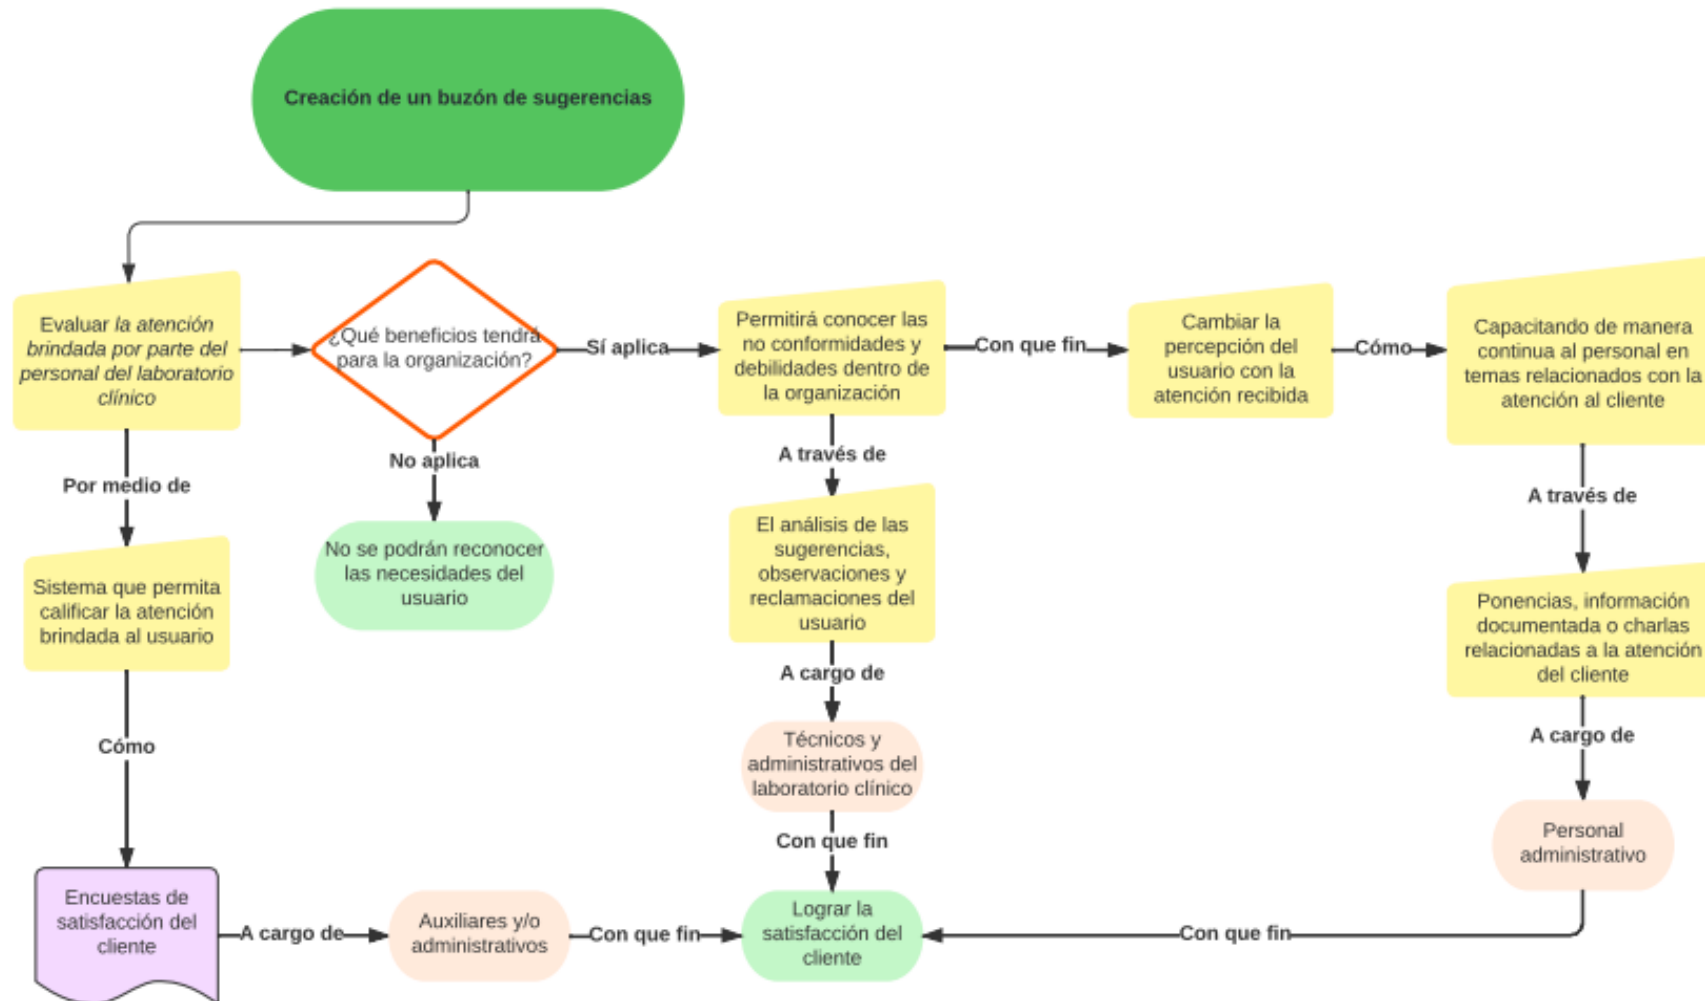 Creación de un buzón de sugerencias
Evaluar la atención
brindada por parte del
personal del laboratorio
clínico
¿Qué beneficios tendrá
para la organización?
Sí aplica
Permitirá conocer las
no conformidades y
debilidades dentro de
la organización
Con que fin
Cambiar la
percepción del
usuario con la
atención recibida
Cómo
Capacitando de manera
continua al personal en
temas relacionados con la
atención al cliente
Por medio de
No aplica
A través de
A través de
Sistema que permita
calificar la atención
brindada al usuario
No se podrán reconocer
las necesidades del
usuario
El análisis de las
sugerencias,
observaciones y
reclamaciones del
usuario
Ponencias, información
documentada o charlas
relacionadas a la atención
del cliente
Cómo
A cargo de
A cargo de
Técnicos y
administrativos del
laboratorio clínico
Personal
administrativo
Con que fin
Encuestas de
satisfacción del
cliente
A cargo de
Auxiliares y/o
administrativos
Con que fin
Lograr la
satisfacción del
cliente
Con que fin